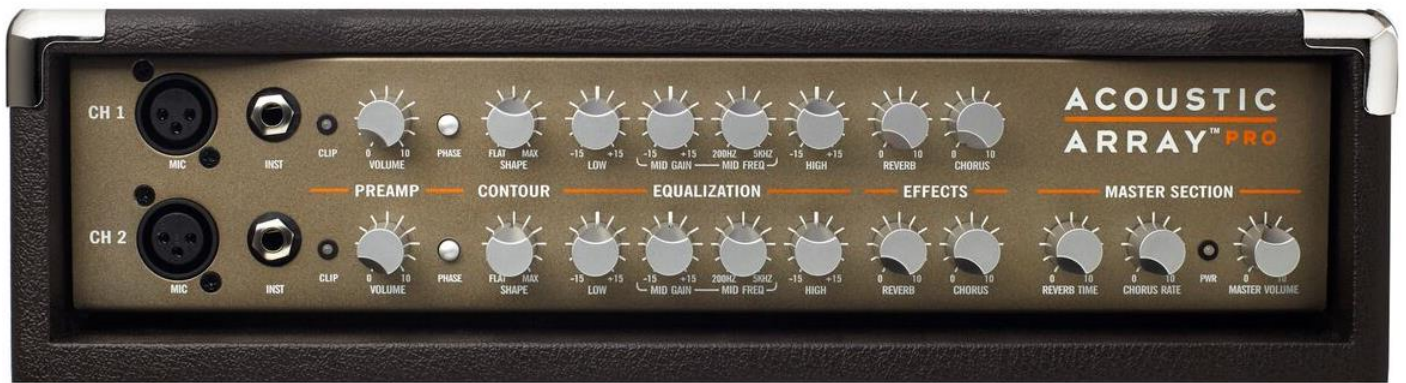 CH 1
MIC
INST
CLIP
0 10
VOLUME
PHASE
FLAT MAX
SHAPE
-15 +15
LOW
-15 +15
MID GAIN
200HZ 5KHZ
MID FREQ
-15 +15
HIGH
0 10
REVERB
0 10
CHORUS
ACOUSTIC
ARRAY™ PRO
PREAMP
CONTOUR
EQUALIZATION
EFFECTS
MASTER SECTION
CH 2
MIC
INST
CLIP
0 10
VOLUME
PHASE
FLAT MAX
SHAPE
-15 +15
LOW
-15 +15
MID GAIN
200HZ 5KHZ
MID FREQ
-15 +15
HIGH
0 10
REVERB
0 10
CHORUS
0 10
REVERB TIME
0 10
CHORUS RATE
PWR
0 10
MASTER VOLUME